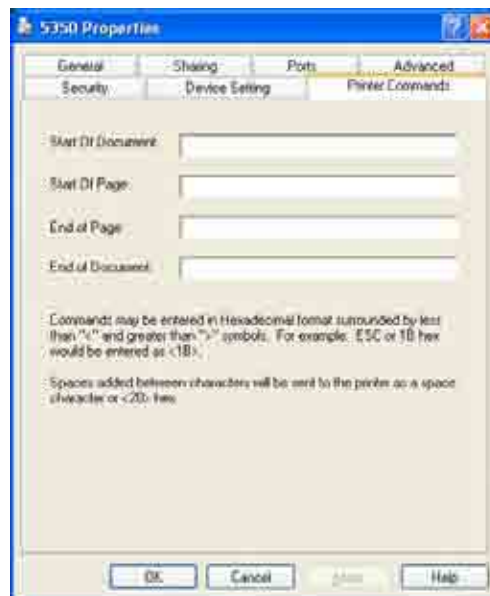 5350 Properties
General Sharing Ports Advanced
Security Device Setting Printer Commands
Start Of Document
Start Of Page
End of Page
End of Document
Commands may be entered in Hexadecimal format surrounded by less
than "<" and greater than ">" symbols. For example: ESC or 1B hex
would be entered as <1B>.
Spaces added between characters will be sent to the printer as a space
character or <20> hex.
OK Cancel Apply Help